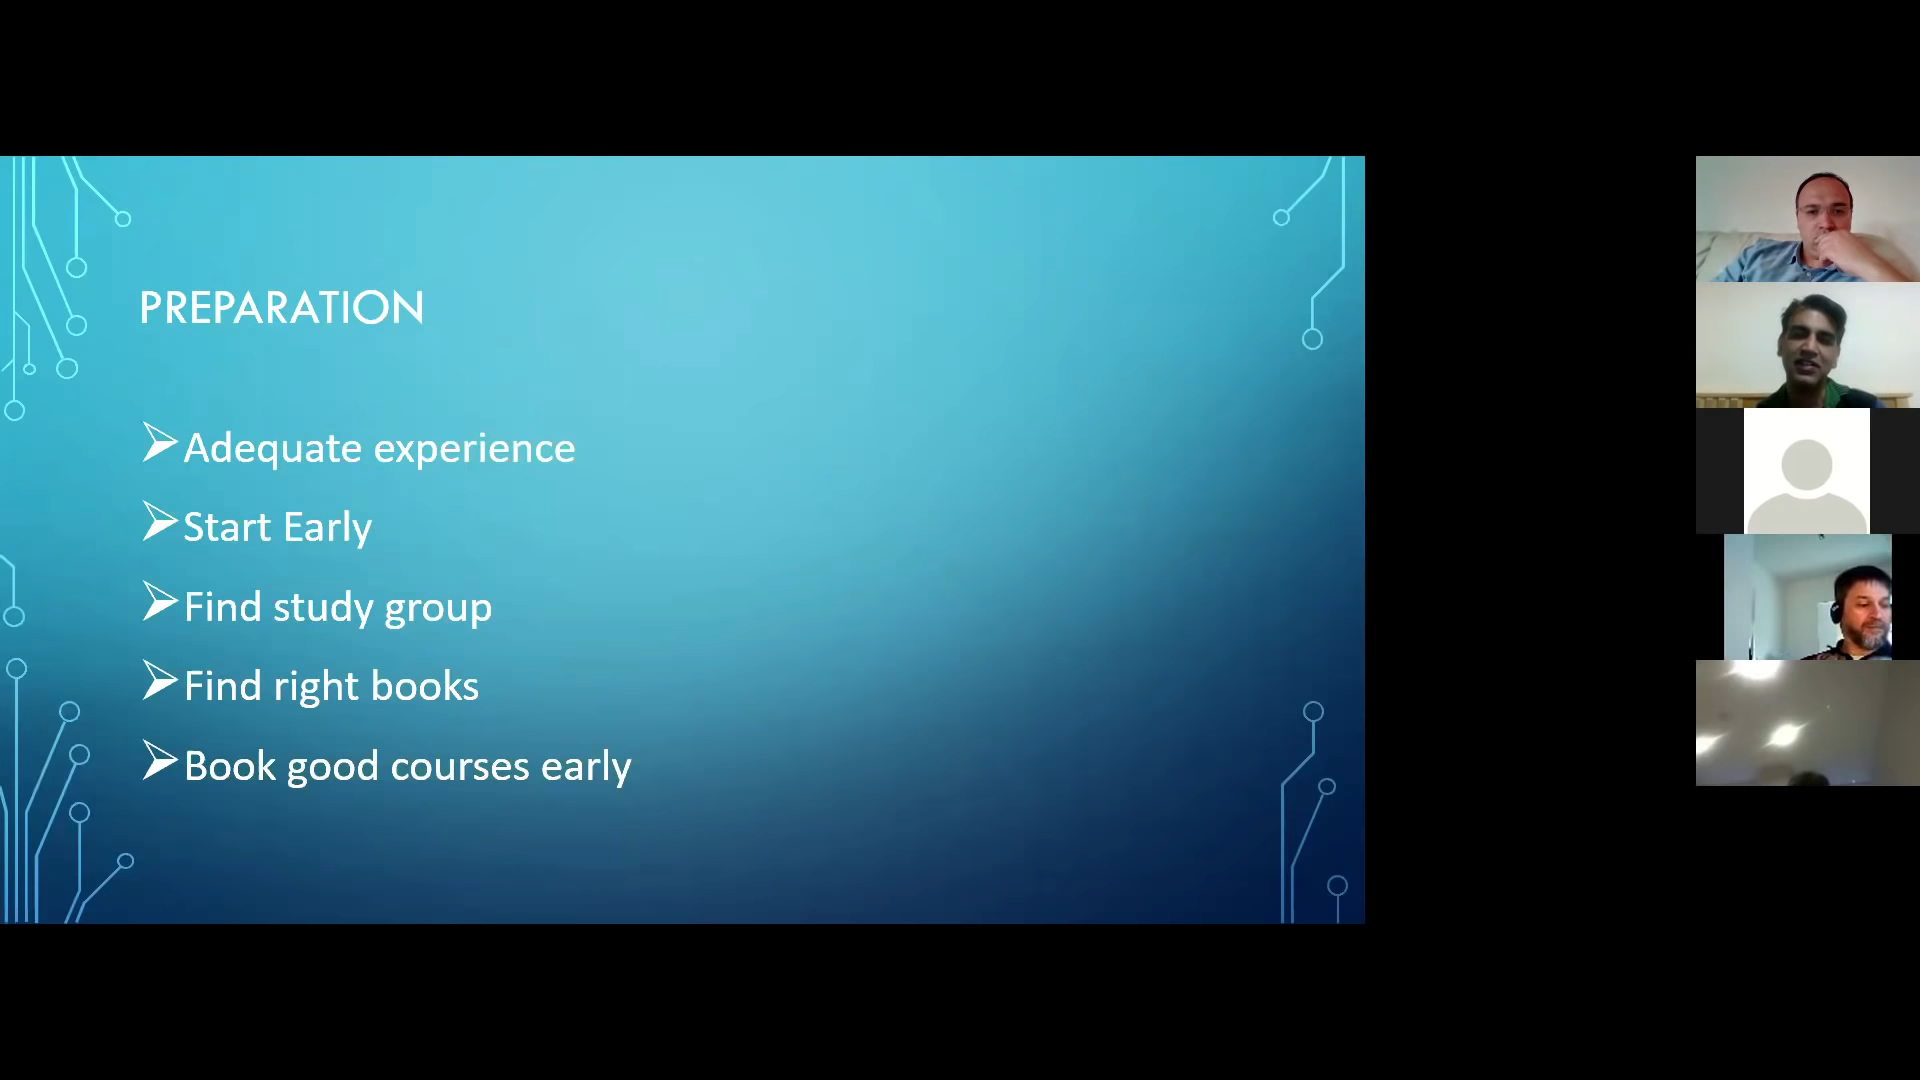 PREPARATION
Adequate experience
Start Early
Find study group
Find right books
Book good courses early